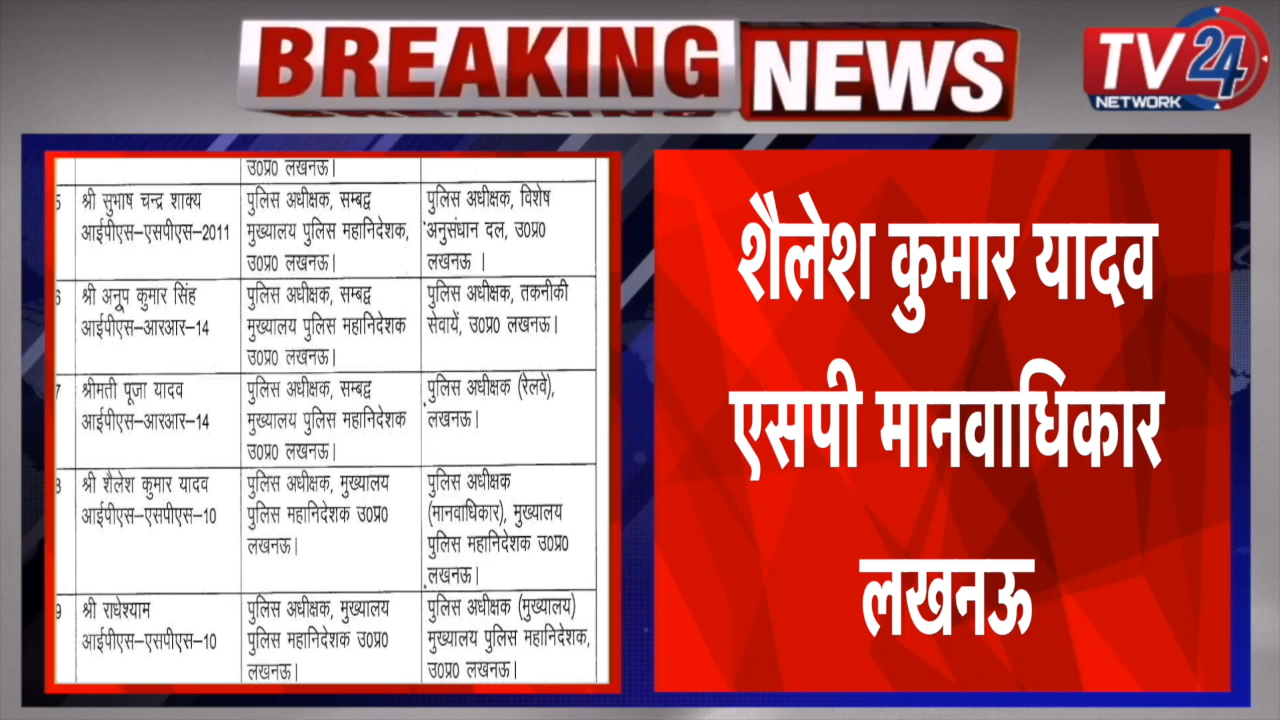 BREAKING NEWS
TV24
NETWORK
उ0प्र0 लखनऊ।
5 श्री सुभाष चन्द्र शाक्य
आईपीएस–एसपीएस–2011
पुलिस अधीक्षक, सम्बद्व
मुख्यालय पुलिस महानिदेशक,
उ0प्र0 लखनऊ।
पुलिस अधीक्षक, विशेष
अनुसंधान दल, उ0प्र0
लखनऊ ।
6 श्री अनूप कुमार सिंह
आईपीएस–आरआर–14
पुलिस अधीक्षक, सम्बद्व
मुख्यालय पुलिस महानिदेशक
उ0प्र0 लखनऊ।
पुलिस अधीक्षक, तकनीकी
सेवायें, उ0प्र0 लखनऊ।
7 श्रीमती पूजा यादव
आईपीएस–आरआर–14
पुलिस अधीक्षक, सम्बद्व
मुख्यालय पुलिस महानिदेशक
उ0प्र0 लखनऊ।
पुलिस अधीक्षक (रेलवे),
लखनऊ।
8 श्री शैलेश कुमार यादव
आईपीएस–एसपीएस–10
पुलिस अधीक्षक, मुख्यालय
पुलिस महानिदेशक उ0प्र0
लखनऊ।
पुलिस अधीक्षक
(मानवाधिकार), मुख्यालय
पुलिस महानिदेशक उ0प्र0
लखनऊ।
9 श्री राधेश्याम
आईपीएस–एसपीएस–10
पुलिस अधीक्षक, मुख्यालय
पुलिस महानिदेशक उ0प्र0
लखनऊ।
पुलिस अधीक्षक (मुख्यालय)
मुख्यालय पुलिस महानिदेशक,
उ0प्र0 लखनऊ।
शैलेश कुमार यादव
एसपी मानवाधिकार
लखनऊ